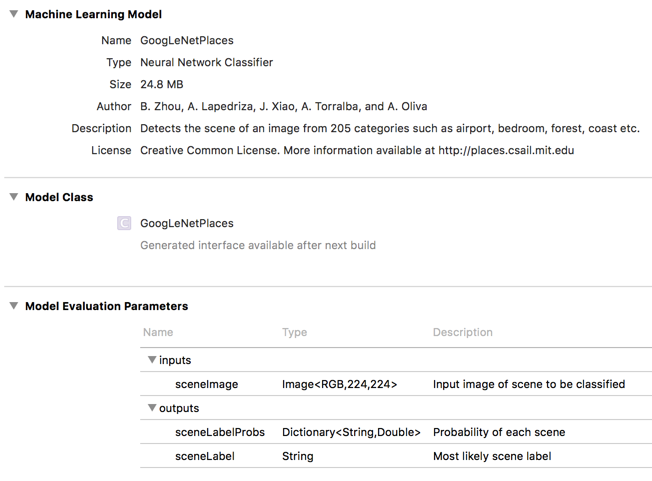 Machine Learning Model
Name GoogLeNetPlaces
Type Neural Network Classifier
Size 24.8 MB
Author B. Zhou, A. Lapedriza, J. Xiao, A. Torralba, and A. Oliva
Description Detects the scene of an image from 205 categories such as airport, bedroom, forest, coast etc.
License Creative Common License. More information available at http://places.csail.mit.edu
Model Class
C GoogLeNetPlaces
Generated interface available after next build
Model Evaluation Parameters
Name Type Description
inputs
sceneImage Image<RGB,224,224> Input image of scene to be classified
outputs
sceneLabelProbs Dictionary<String,Double> Probability of each scene
sceneLabel String Most likely scene label